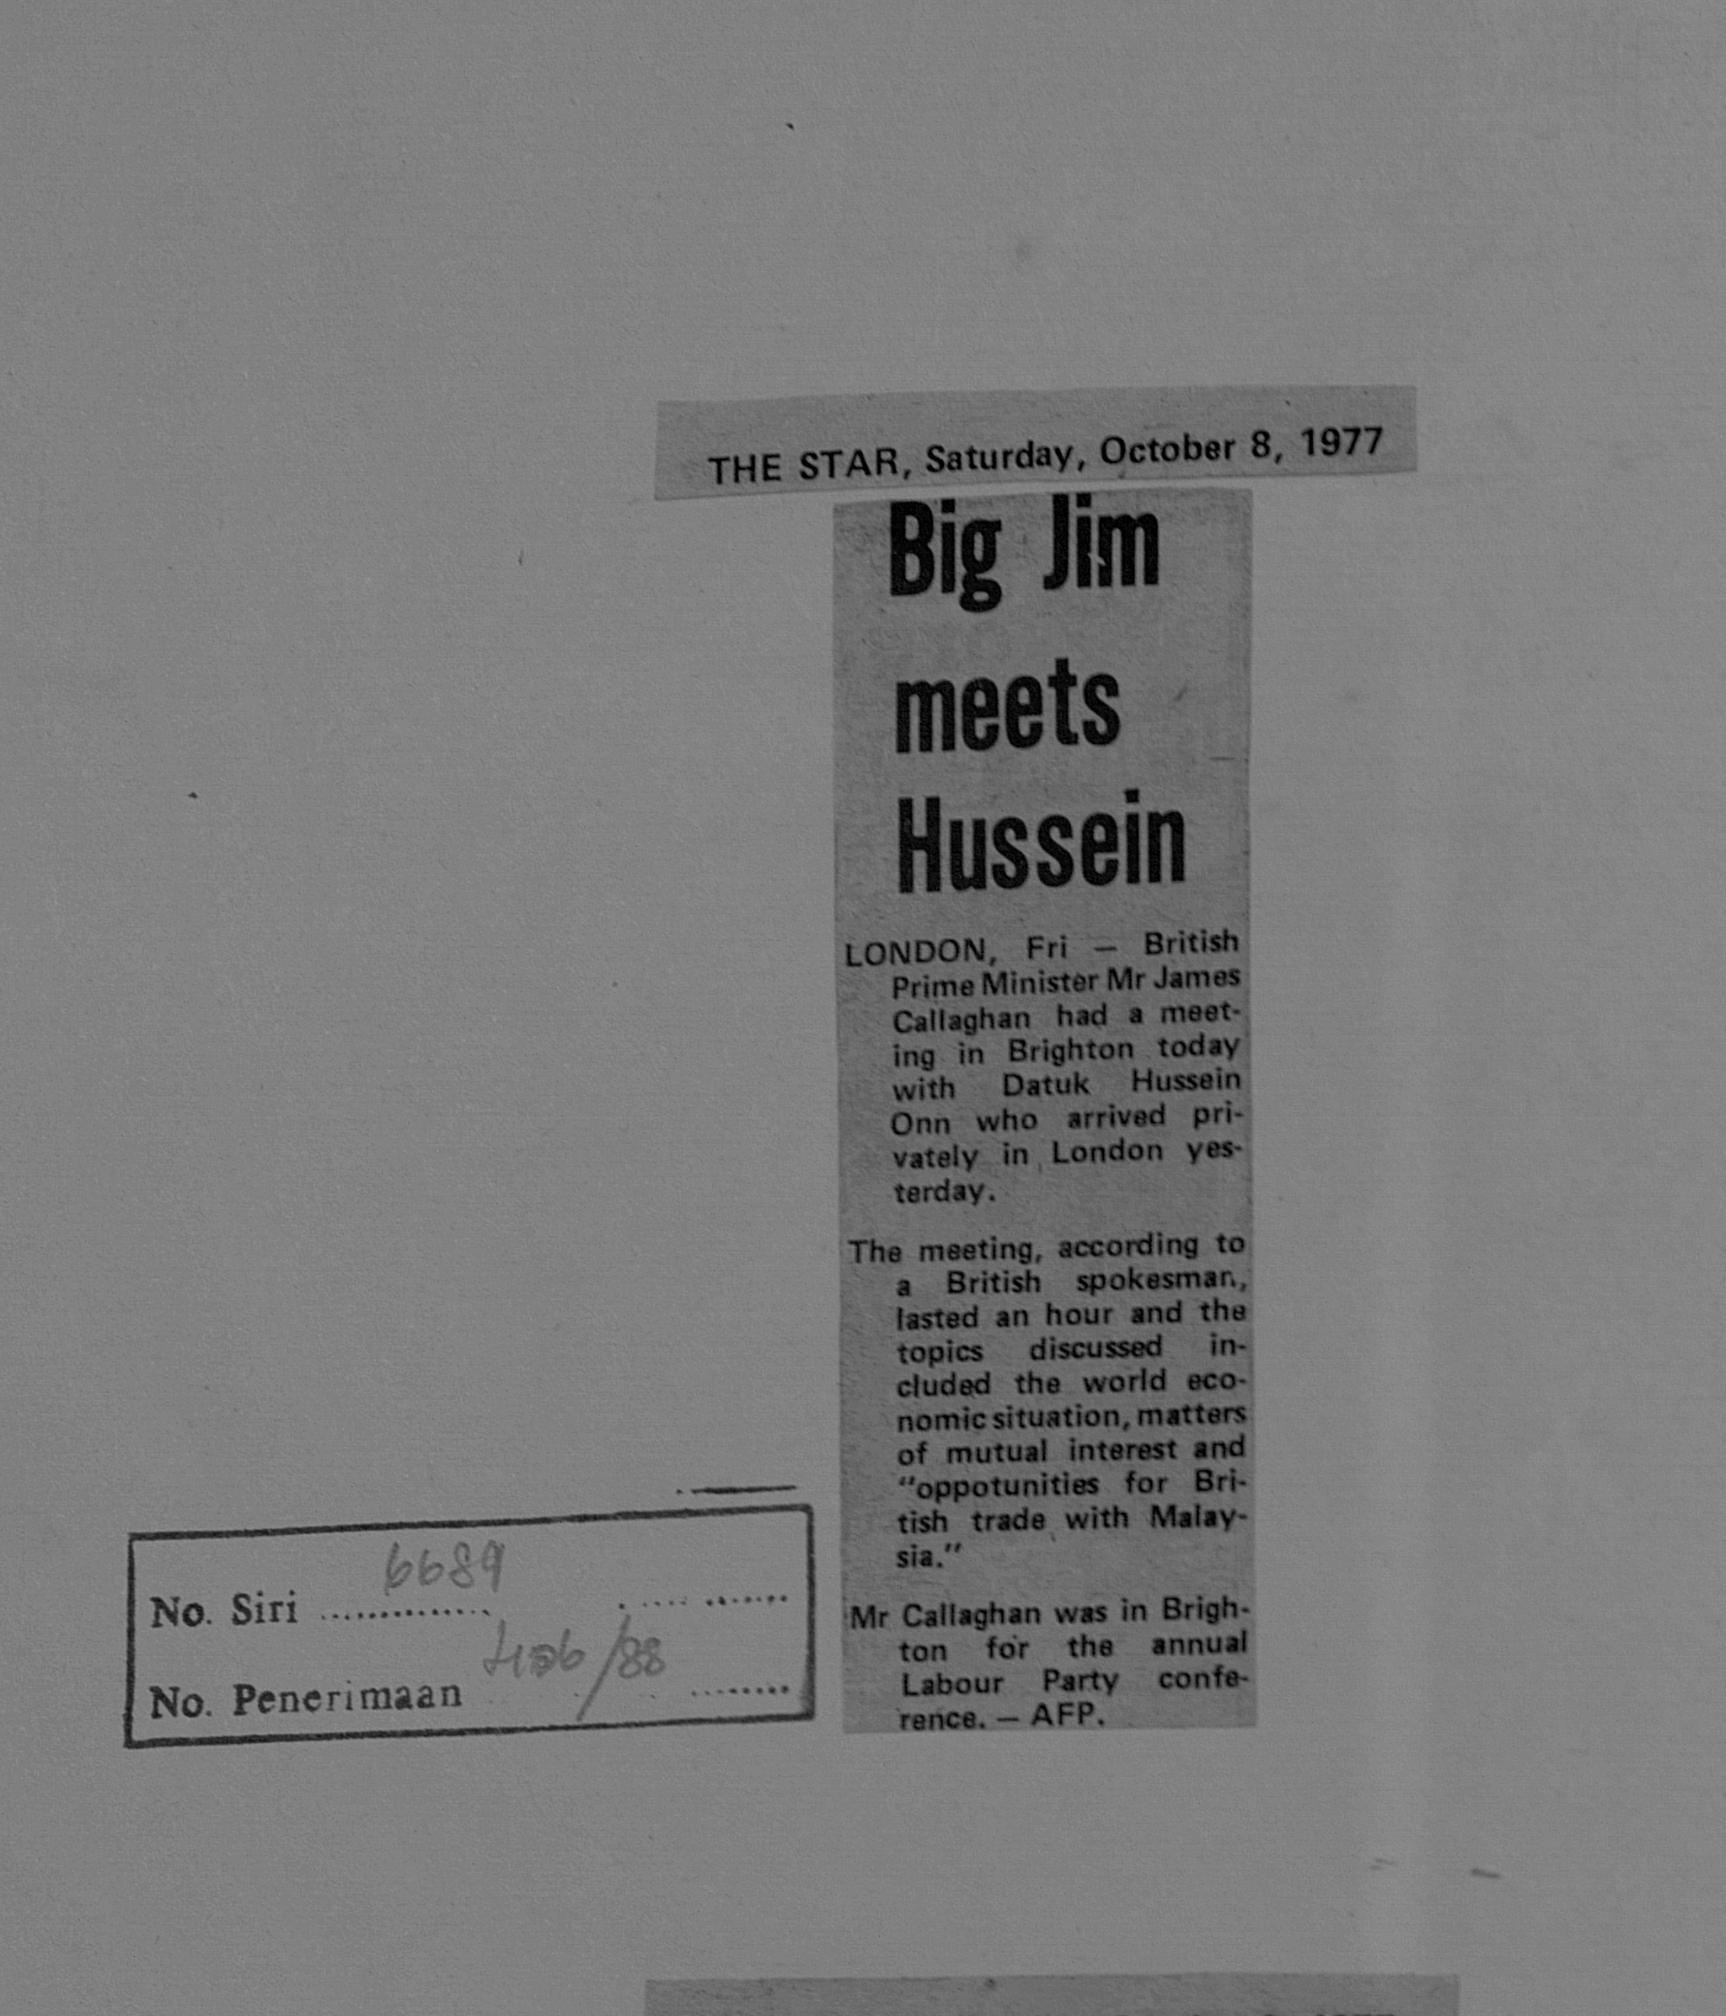 THE STAR, Saturday, October 8, 1977
Big Jim
meets
Hussein
LONDON, Fri — British
Prime Minister Mr James
Callaghan had a meet-
ing in Brighton today
with Datuk Hussein
Onn who arrived pri-
vately in London yes-
terday.
The meeting, according to
a British spokesman,
lasted an hour and the
topics discussed in-
cluded the world eco-
nomic situation, matters
of mutual interest and
"oppotunities for Bri-
tish trade with Malay-
sia."
Mr Callaghan was in Brigh-
ton for the annual
Labour Party confe-
rence. — AFP.
No. Siri 6689
No. Penerimaan